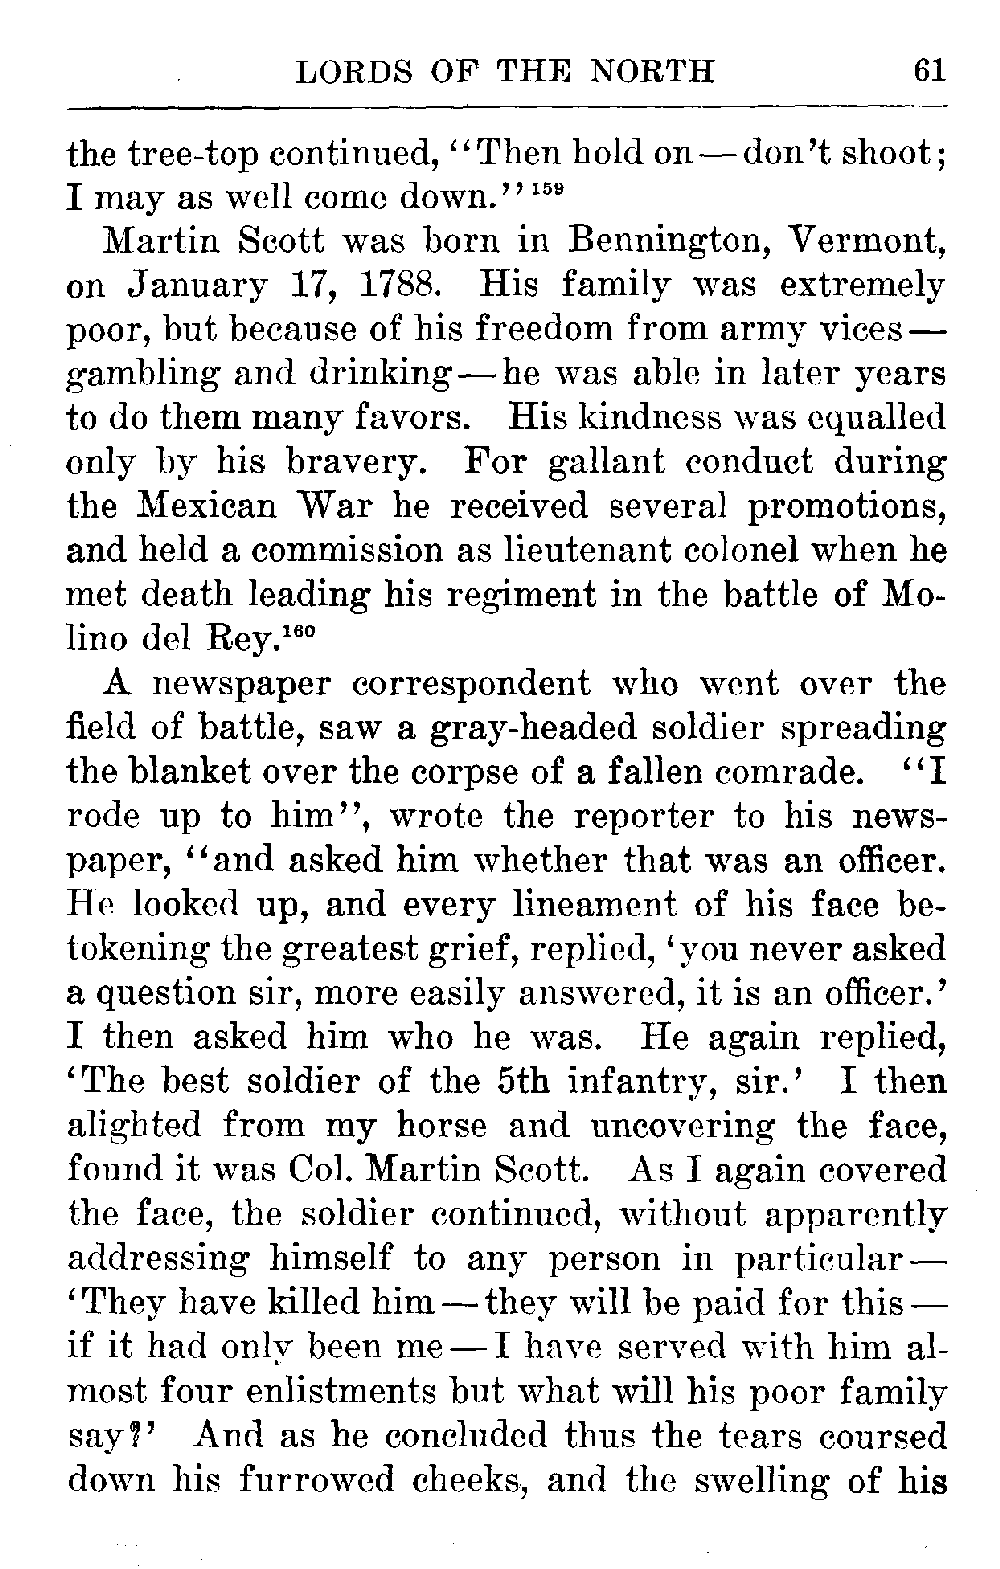 LORDS OF THE NORTH 61
the tree-top continued, "Then hold on—don't shoot;
I may as well come down." 159
Martin Scott was born in Bennington, Vermont,
on January 17, 1788. His family was extremely
poor, but because of his freedom from army vices—
gambling and drinking—he was able in later years
to do them many favors. His kindness was equalled
only by his bravery. For gallant conduct during
the Mexican War he received several promotions,
and held a commission as lieutenant colonel when he
met death leading his regiment in the battle of Mo-
lino del Rey.160
A newspaper correspondent who went over the
field of battle, saw a gray-headed soldier spreading
the blanket over the corpse of a fallen comrade. "I
rode up to him", wrote the reporter to his news-
paper, "and asked him whether that was an officer.
He looked up, and every lineament of his face be-
tokening the greatest grief, replied, 'you never asked
a question sir, more easily answered, it is an officer.'
I then asked him who he was. He again replied,
'The best soldier of the 5th infantry, sir.' I then
alighted from my horse and uncovering the face,
found it was Col. Martin Scott. As I again covered
the face, the soldier continued, without apparently
addressing himself to any person in particular—
'They have killed him—they will be paid for this—
if it had only been me—I have served with him al-
most four enlistments but what will his poor family
say?' And as he concluded thus the tears coursed
down his furrowed cheeks, and the swelling of his